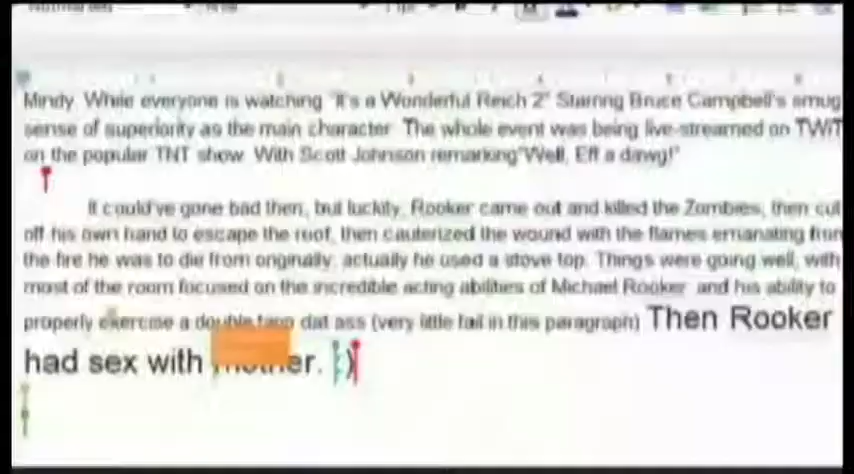 Mindy. While everyone is watching "It's a Wonderful Reich 2" Starring Bruce Campbell's smug
sense of superiority as the main character. The whole event was being live-streamed on TWiT
on the popular TNT show. With Scott Johnson remarking"Well, Eff a dawg!"
It could've gone bad then, but luckily, Rooker came out and killed the Zombies, then cut
off his own hand to escape the roof, then cauterized the wound with the flames emanating from
the fire he was to die from originally, actually he used a stove top. Things were going well, with
most of the room focused on the incredible acting abilities of Michael Rooker and his ability to
properly exercise a double tapp dat ass (very little fail in this paragraph) Then Rooker
had sex with er. :)